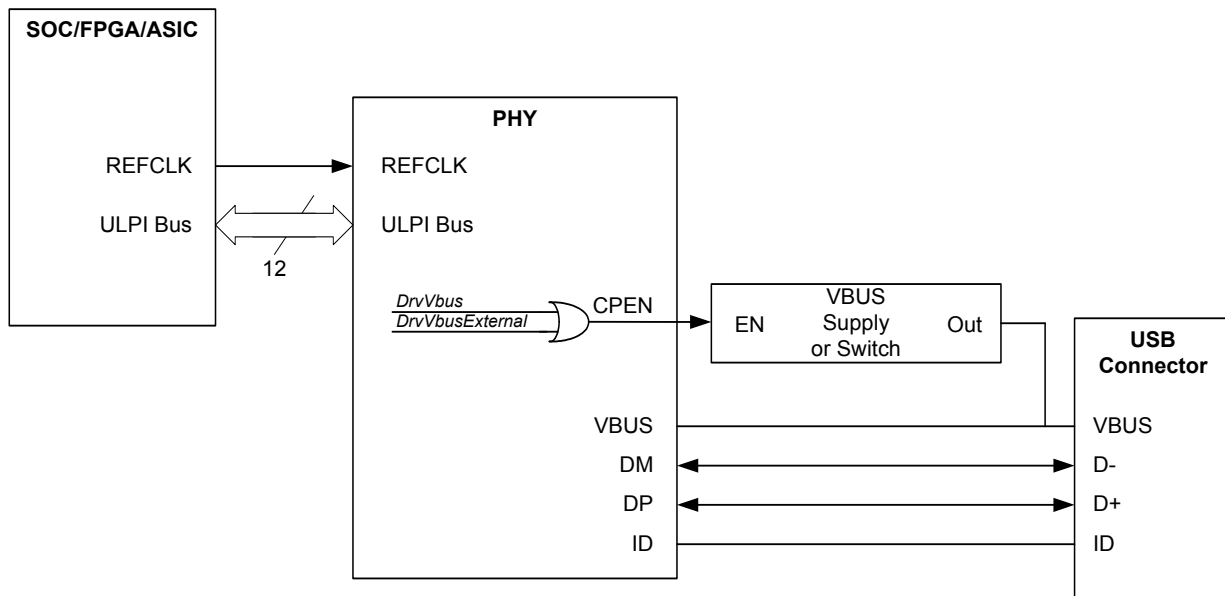 SOC/FPGA/ASIC
REFCLK
ULPI Bus
12
PHY
REFCLK
ULPI Bus
DrvVbus
DrvVbusExternal
CPEN
VBUS
DM
DP
ID
EN
VBUS
Supply
or Switch
Out
USB
Connector
VBUS
D-
D+
ID